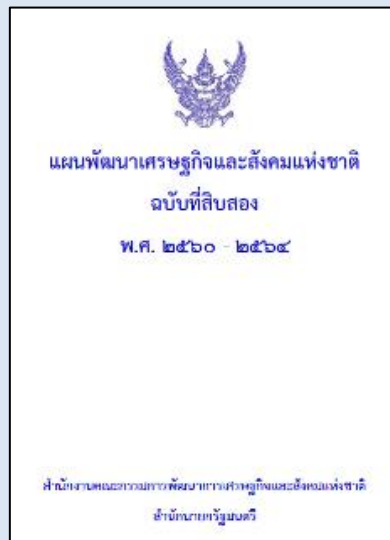 แผนพัฒนาเศรษฐกิจและสังคมแห่งชาติ
ฉบับที่สิบสอง
พ.ศ. ๒๕๖๐ - ๒๕๖๔
สำนักงานคณะกรรมการพัฒนาการเศรษฐกิจและสังคมแห่งชาติ
สำนักนายกรัฐมนตรี